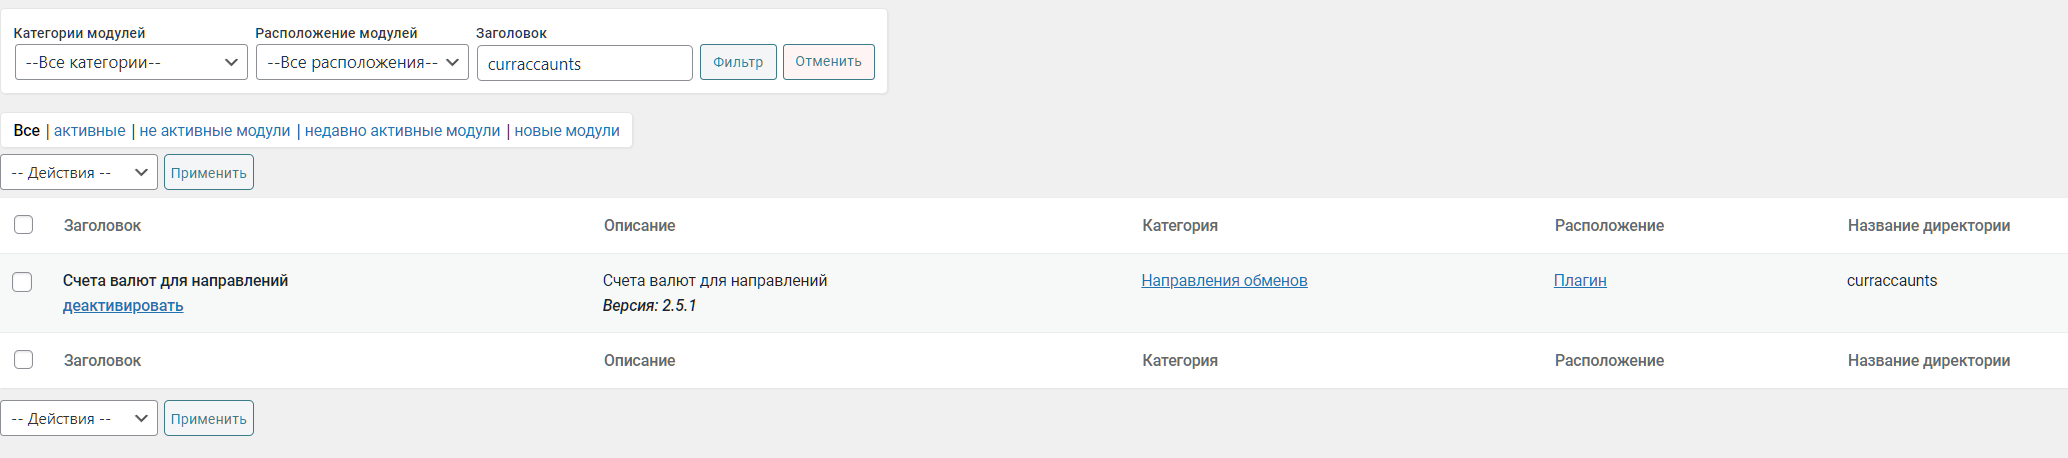 Категории модулей Расположение модулей Заголовок
--Все категории-- --Все расположения-- curraccaunts Фильтр Отменить
Все | активные | не активные модули | недавно активные модули | новые модули
-- Действия -- Применить
Заголовок Описание Категория Расположение Название директории
Счета валют для направлений Счета валют для направлений Направления обменов Плагин curraccaunts
деактивировать Версия: 2.5.1
Заголовок Описание Категория Расположение Название директории
-- Действия -- Применить